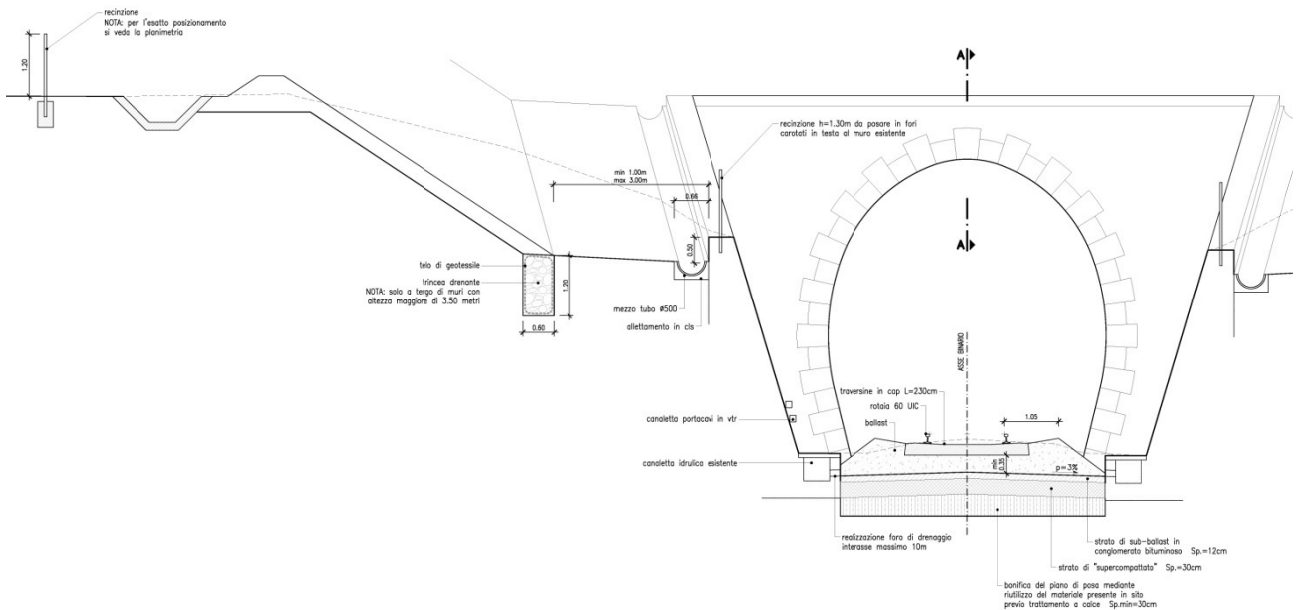 recinzione
NOTA: per l'esatto posizionamento
si veda la planimetria
1.20
A
recinzione h=1.30m da posare in fori
carotati in testa al muro esistente
min 1.00m
max 3.00m
0.66
0.50
A
telo di geotessile
trincea drenante
NOTA: solo a tergo di muri con
altezza maggiore di 3.50 metri
1.20
0.60
mezzo tubo ø500
allettamento in cls
ASSE BINARIO
traversine in cap L=230cm
rotaia 60 UIC
1.05
ballast
canaletta portacavi in vtr
canaletta idrulica esistente
min
0.35
p=3%
realzzazione foro di drenaggio
interasse massimo 10m
strato di sub-ballast in
conglomerato bituminoso Sp.=12cm
strato di "supercompattato" Sp.=30cm
bonifica del piano di posa mediante
riutilizzo del materiale presente in sito
previo trattamento a calce Sp.min=30cm